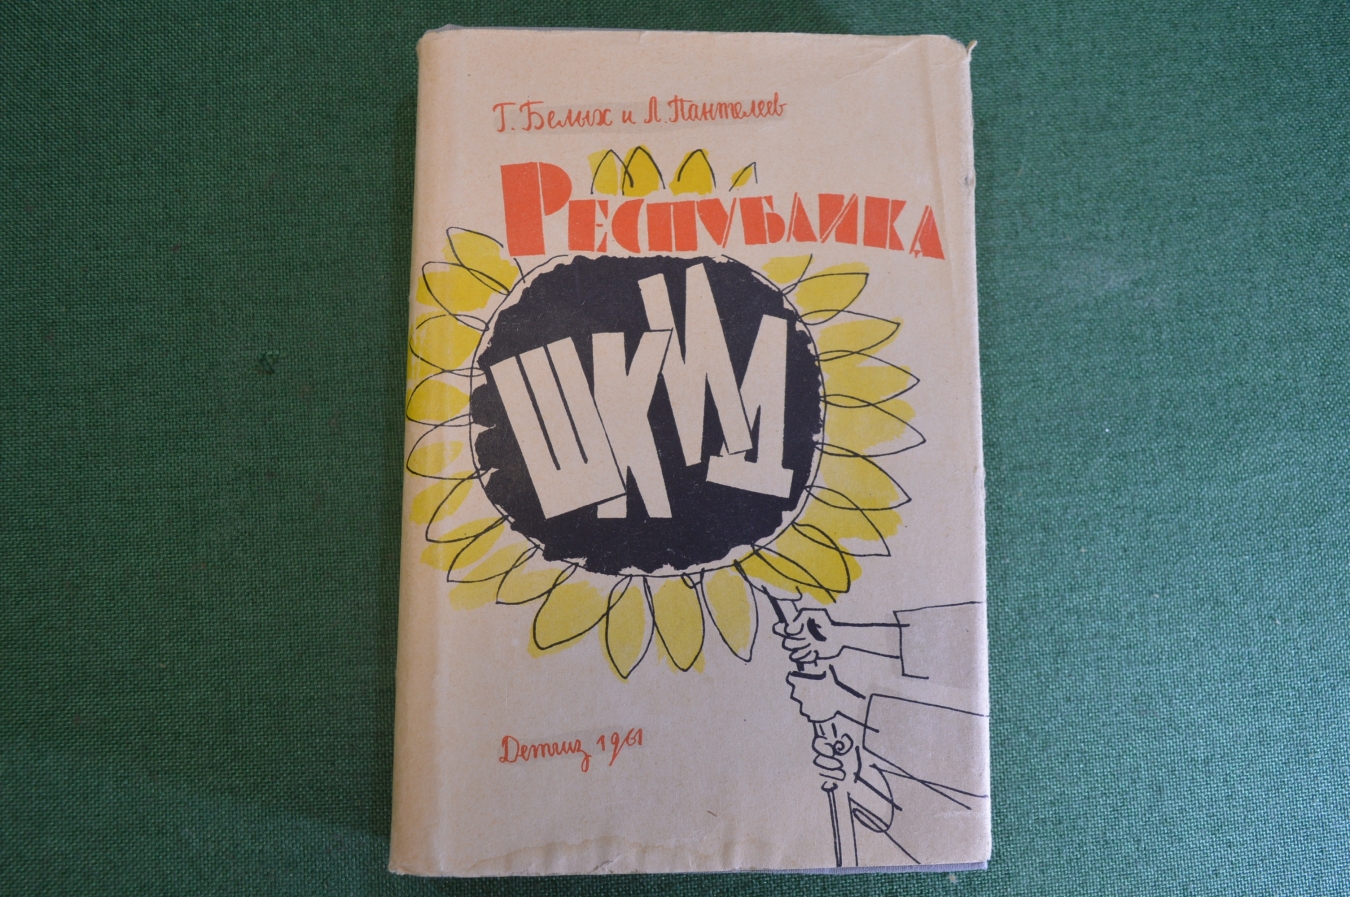 Г. Белых и Л. Пантелеев
РЕСПУБЛИКА
ШКИД
Детгиз 1961